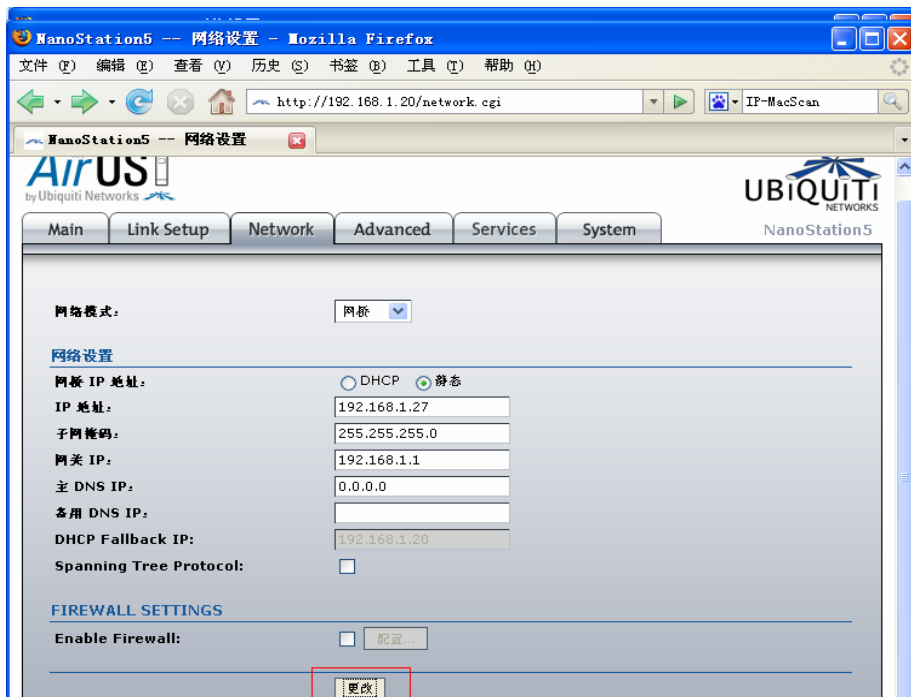 NanoStation5 -- 网络设置 - Mozilla Firefox
文件 (F) 编辑 (E) 查看 (V) 历史 (S) 书签 (B) 工具 (T) 帮助 (H)
http://192.168.1.20/network.cgi IP-MacScan
NanoStation5 -- 网络设置
AirOS
by Ubiquiti Networks
UBiQUiTi
NETWORKS
Main Link Setup Network Advanced Services System NanoStation5
网络模式: 网桥
网络设置
网桥 IP 地址: DHCP 静态
IP 地址: 192.168.1.27
子网掩码: 255.255.255.0
网关 IP: 192.168.1.1
主 DNS IP: 0.0.0.0
备用 DNS IP:
DHCP Fallback IP: 192.168.1.20
Spanning Tree Protocol:
FIREWALL SETTINGS
Enable Firewall: 配置...
更改